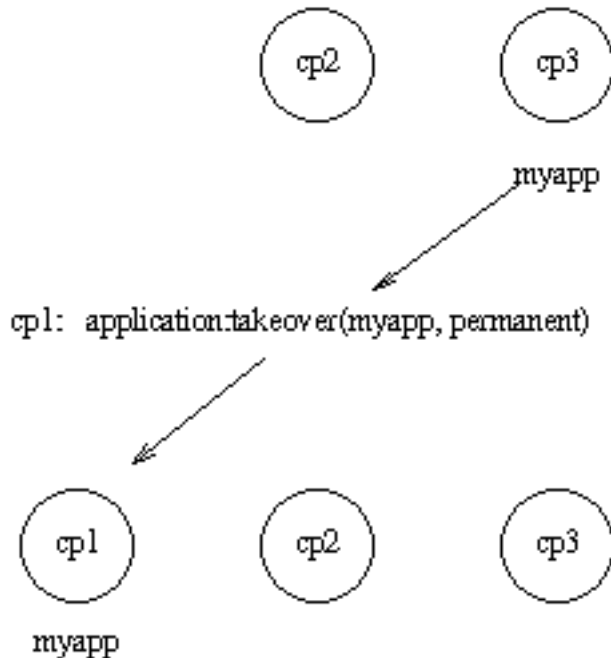 cp2 cp3
myapp
cp1: application:takeover(myapp, permanent)
cp1 cp2 cp3
myapp